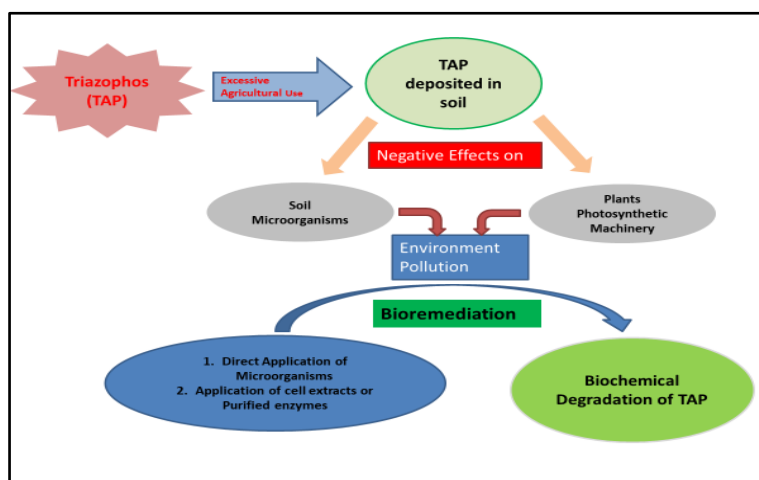 Triazophos
(TAP)
Excessive
Agricultural Use
TAP
deposited in
soil
Negative Effects on
Soil
Microorganisms
Plants
Photosynthetic
Machinery
Environment
Pollution
Bioremediation
1. Direct Application of
Microorganisms
2. Application of cell extracts or
Purified enzymes
Biochemical
Degradation of TAP